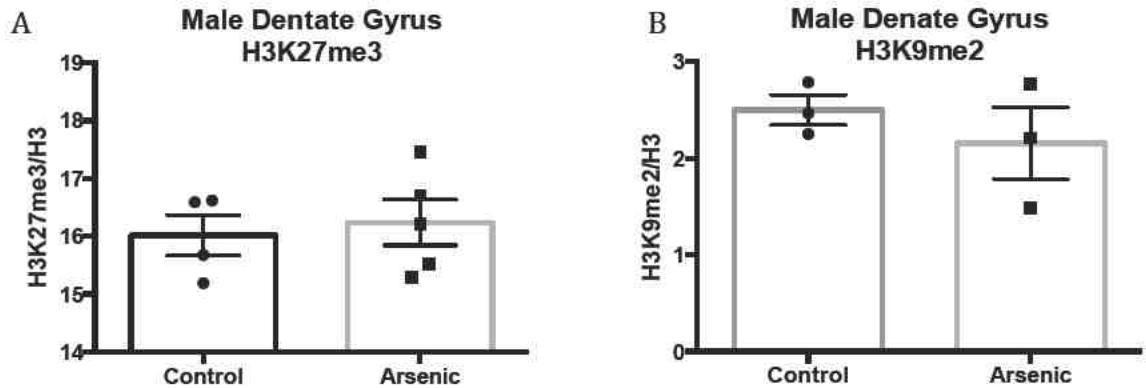 A
Male Dentate Gyrus
H3K27me3
H3K27me3/H3
19
18
17
16
15
14
Control
Arsenic
B
Male Denate Gyrus
H3K9me2
H3K9me2/H3
3
2
1
0
Control
Arsenic